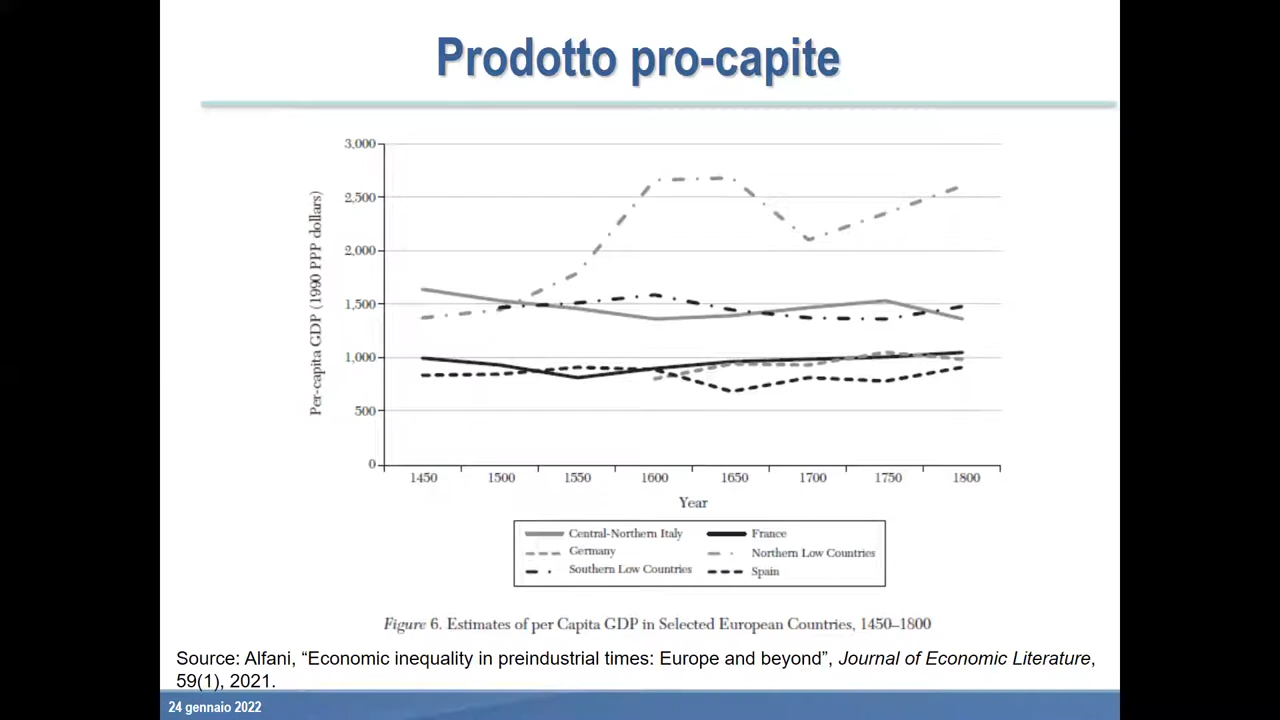 Prodotto pro-capite
3,000
2,500
2,000
1,500
1,000
500
0
Per-capita GDP (1990 PPP dollars)
1450 1500 1550 1600 1650 1700 1750 1800
Year
Central-Northern Italy France
Germany Northern Low Countries
Southern Low Countries Spain
Figure 6. Estimates of per Capita GDP in Selected European Countries, 1450–1800
Source: Alfani, “Economic inequality in preindustrial times: Europe and beyond”, Journal of Economic Literature,
59(1), 2021.
24 gennaio 2022